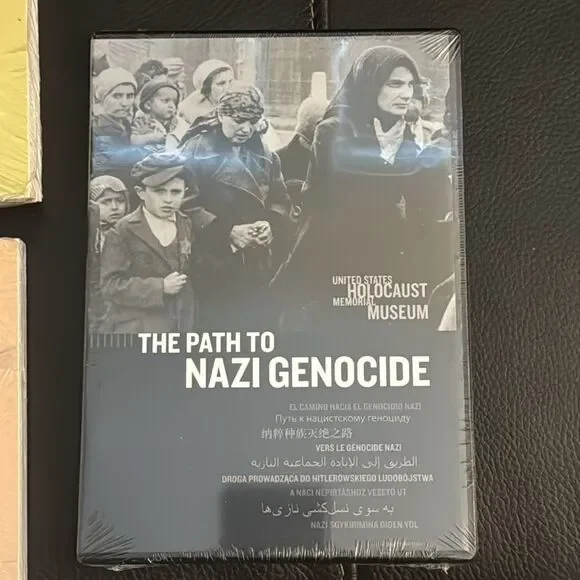 UNITED STATES
HOLOCAUST
MEMORIAL
MUSEUM
THE PATH TO
NAZI GENOCIDE
EL CAMINO HACIA EL GENOCIDIO NAZI
Путь к нацистскому геноциду
纳粹种族灭绝之路
VERS LE GÉNOCIDE NAZI
الطريق إلى الإبادة الجماعية النازية
DROGA PROWADZĄCA DO HITLEROWSKIEGO LUDOBÓJSTWA
A NÁCI NÉPIRTÁSHOZ VEZETŐ ÚT
به سوی نسل‌کشی نازی‌ها
NAZİ SOYKIRIMINA GİDEN YOL